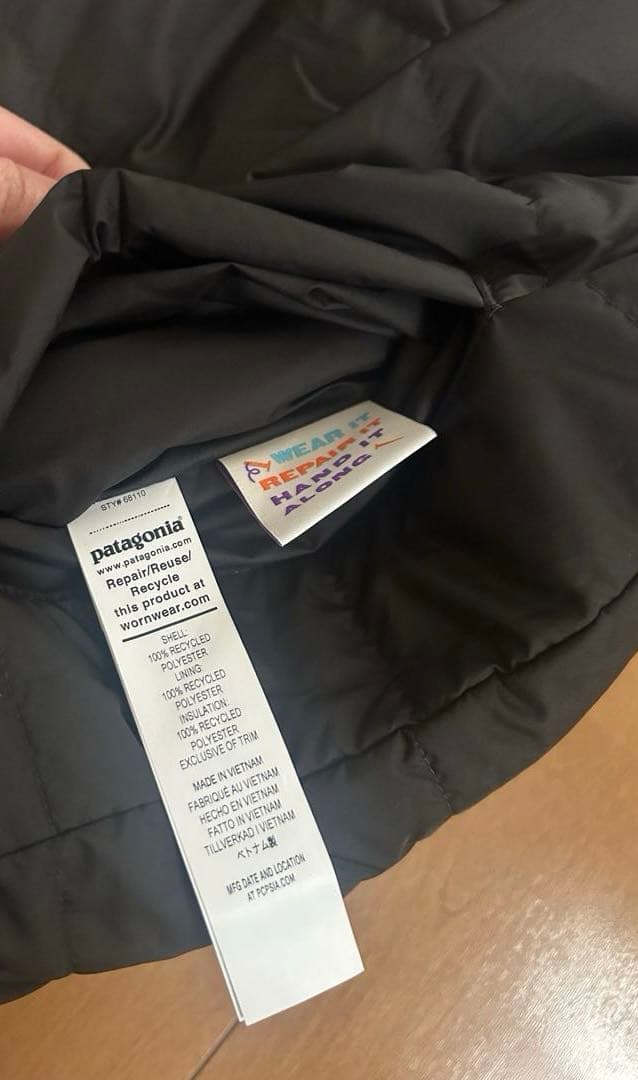 STY# 68110
patagonia®
www.patagonia.com
Repair/Reuse/
Recycle
this product at
wornwear.com
SHELL:
100% RECYCLED
POLYESTER
LINING:
100% RECYCLED
POLYESTER
INSULATION:
100% RECYCLED
POLYESTER
EXCLUSIVE OF TRIM
MADE IN VIETNAM
FABRIQUÉ AU VIETNAM
HECHO EN VIETNAM
FATTO IN VIETNAM
TILLVERKAD I VIETNAM
ベトナム製
MFG DATE AND LOCATION
AT PCPSIA.COM
WEAR IT
REPAIR IT
HAND IT
ALONG